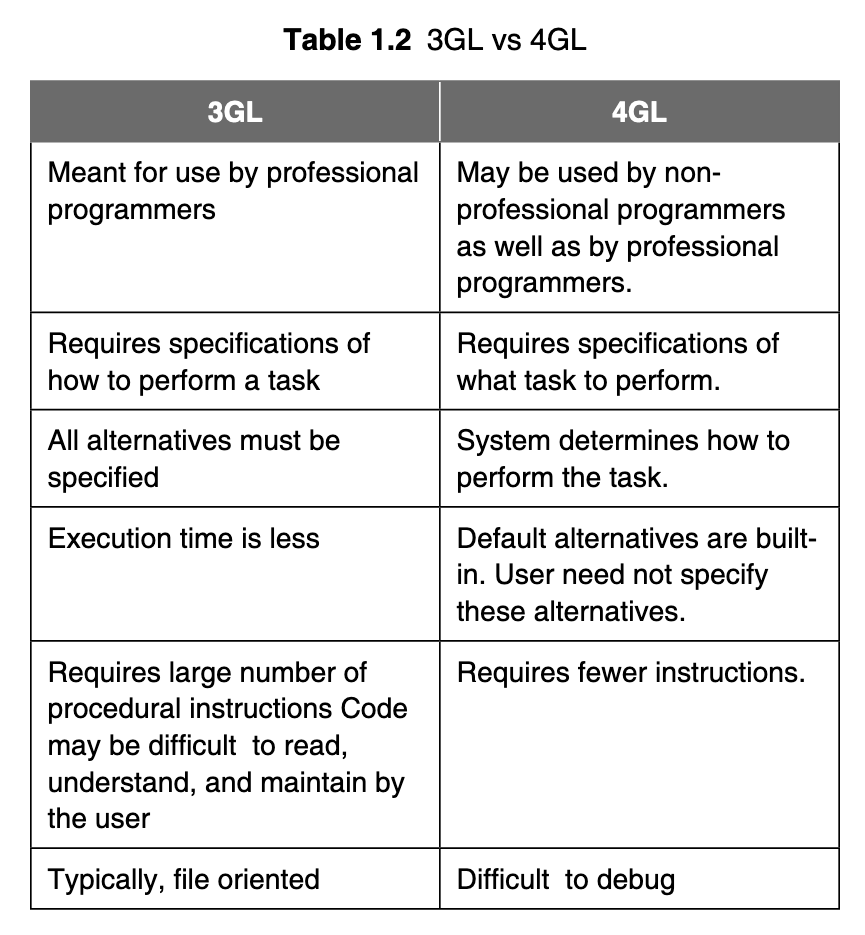 Table 1.2 3GL vs 4GL
3GL
4GL
Meant for use by professional
programmers
May be used by non-
professional programmers
as well as by professional
programmers.
Requires specifications of
how to perform a task
Requires specifications of
what task to perform.
All alternatives must be
specified
System determines how to
perform the task.
Execution time is less
Default alternatives are built-
in. User need not specify
these alternatives.
Requires large number of
procedural instructions Code
may be difficult to read,
understand, and maintain by
the user
Requires fewer instructions.
Typically, file oriented
Difficult to debug